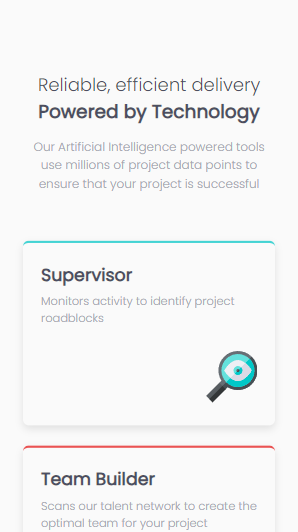 Reliable, efficient delivery
Powered by Technology
Our Artificial Intelligence powered tools
use millions of project data points to
ensure that your project is successful
Supervisor
Monitors activity to identify project
roadblocks
Team Builder
Scans our talent network to create the
optimal team for your project